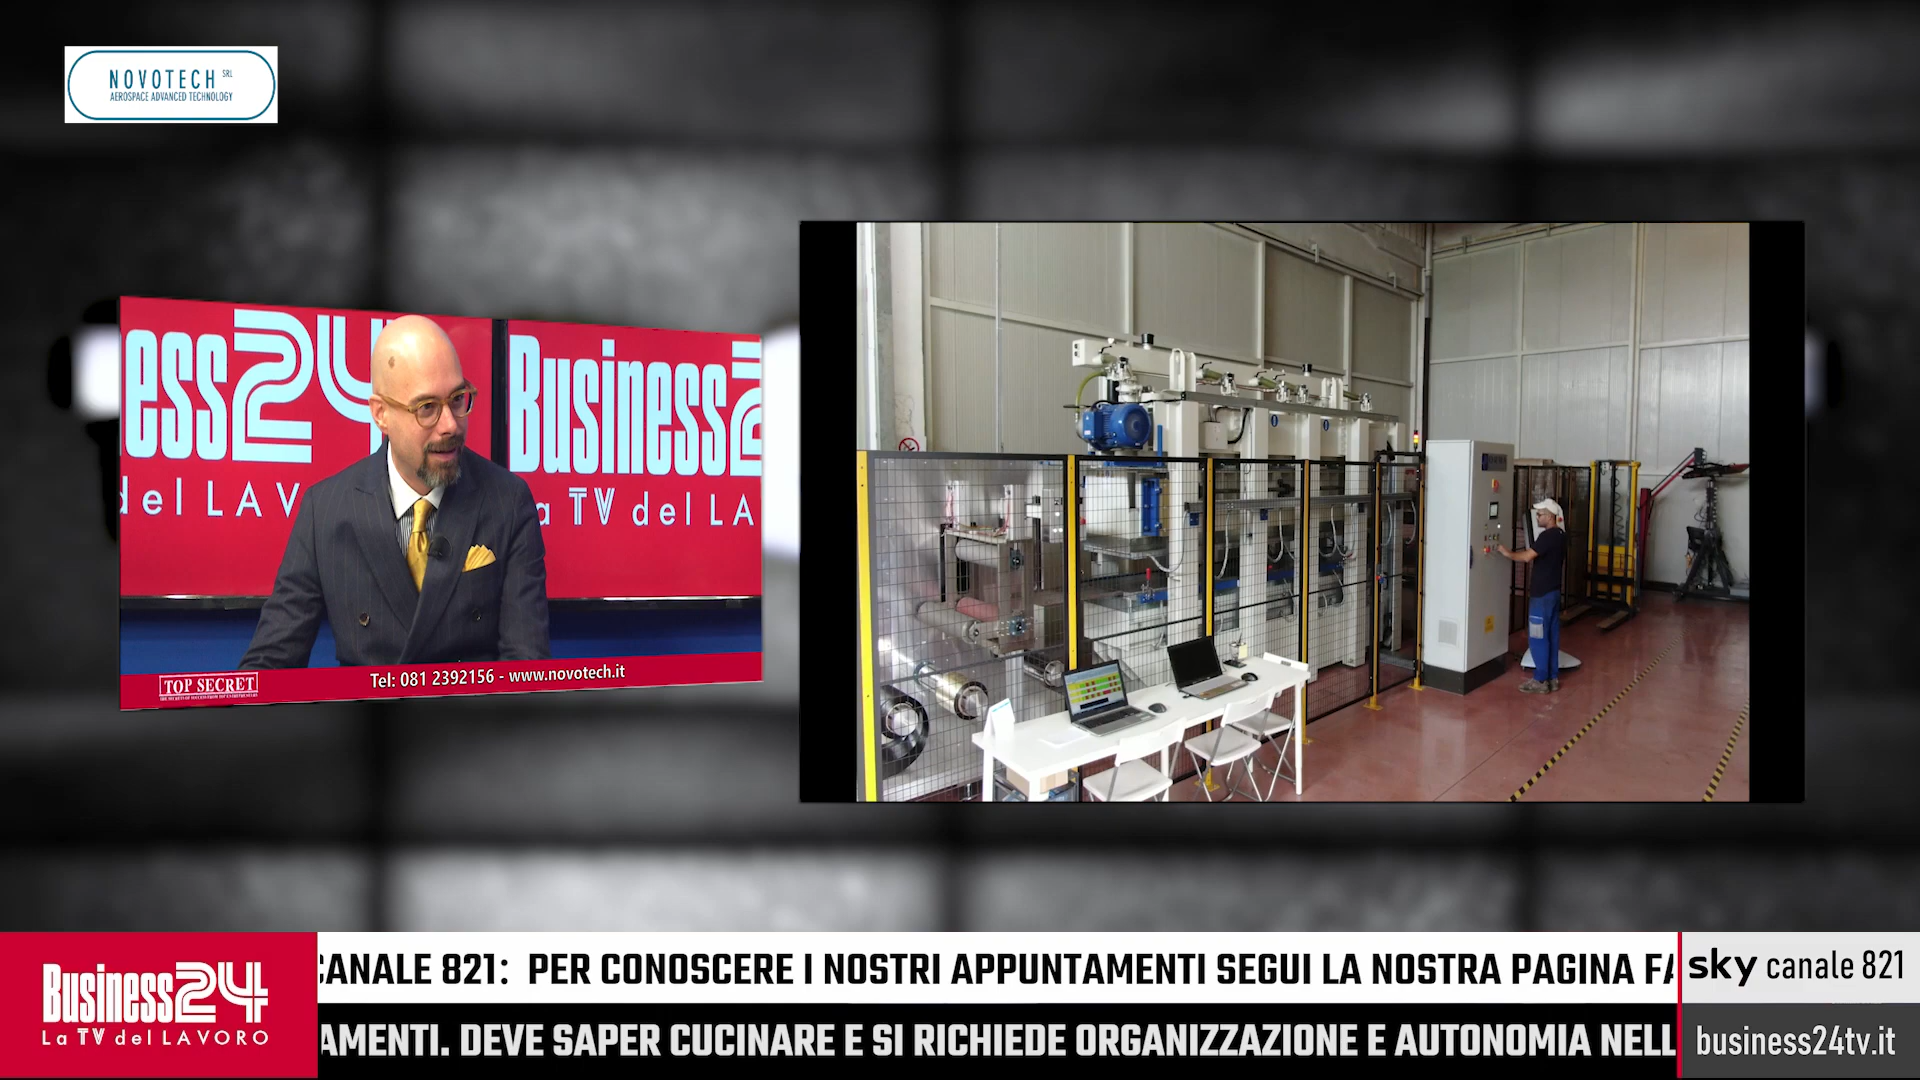 NOVOTECH SRL
AEROSPACE ADVANCED TECHNOLOGY
ess24
Business2
del LAV
a TV del LA
TOP SECRET
Tel: 081 2392156 - www.novotech.it
Business24
La TV del LAVORO
CANALE 821: PER CONOSCERE I NOSTRI APPUNTAMENTI SEGUI LA NOSTRA PAGINA FA
AMENTI. DEVE SAPER CUCINARE E SI RICHIEDE ORGANIZZAZIONE E AUTONOMIA NELL
sky canale 821
business24tv.it